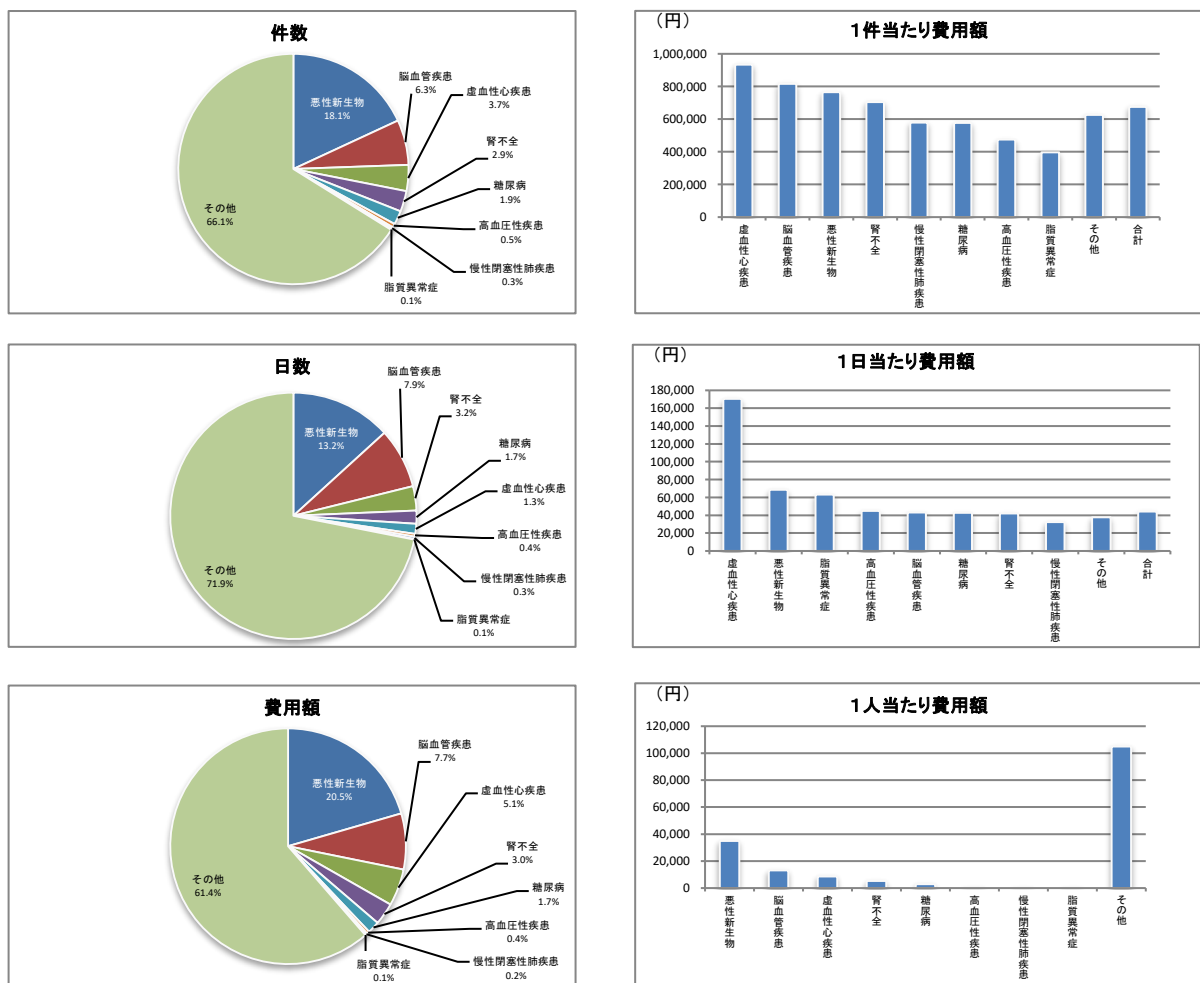 件数
悪性新生物
18.1%
脳血管疾患
6.3%
虚血性心疾患
3.7%
腎不全
2.9%
糖尿病
1.9%
高血圧性疾患
0.5%
慢性閉塞性肺疾患
0.3%
脂質異常症
0.1%
その他
66.1%
（円）
1件当たり費用額
1,000,000
800,000
600,000
400,000
200,000
0
虚血性心疾患
脳血管疾患
悪性新生物
腎不全
慢性閉塞性肺疾患
糖尿病
高血圧性疾患
脂質異常症
その他
合計
日数
悪性新生物
13.2%
脳血管疾患
7.9%
腎不全
3.2%
糖尿病
1.7%
虚血性心疾患
1.3%
高血圧性疾患
0.4%
慢性閉塞性肺疾患
0.3%
脂質異常症
0.1%
その他
71.9%
（円）
1日当たり費用額
180,000
160,000
140,000
120,000
100,000
80,000
60,000
40,000
20,000
0
虚血性心疾患
悪性新生物
脂質異常症
高血圧性疾患
脳血管疾患
糖尿病
腎不全
慢性閉塞性肺疾患
その他
合計
費用額
悪性新生物
20.5%
脳血管疾患
7.7%
虚血性心疾患
5.1%
腎不全
3.0%
糖尿病
1.7%
高血圧性疾患
0.4%
慢性閉塞性肺疾患
0.2%
脂質異常症
0.1%
その他
61.4%
（円）
1人当たり費用額
120,000
100,000
80,000
60,000
40,000
20,000
0
悪性新生物
脳血管疾患
虚血性心疾患
腎不全
糖尿病
高血圧性疾患
慢性閉塞性肺疾患
脂質異常症
その他